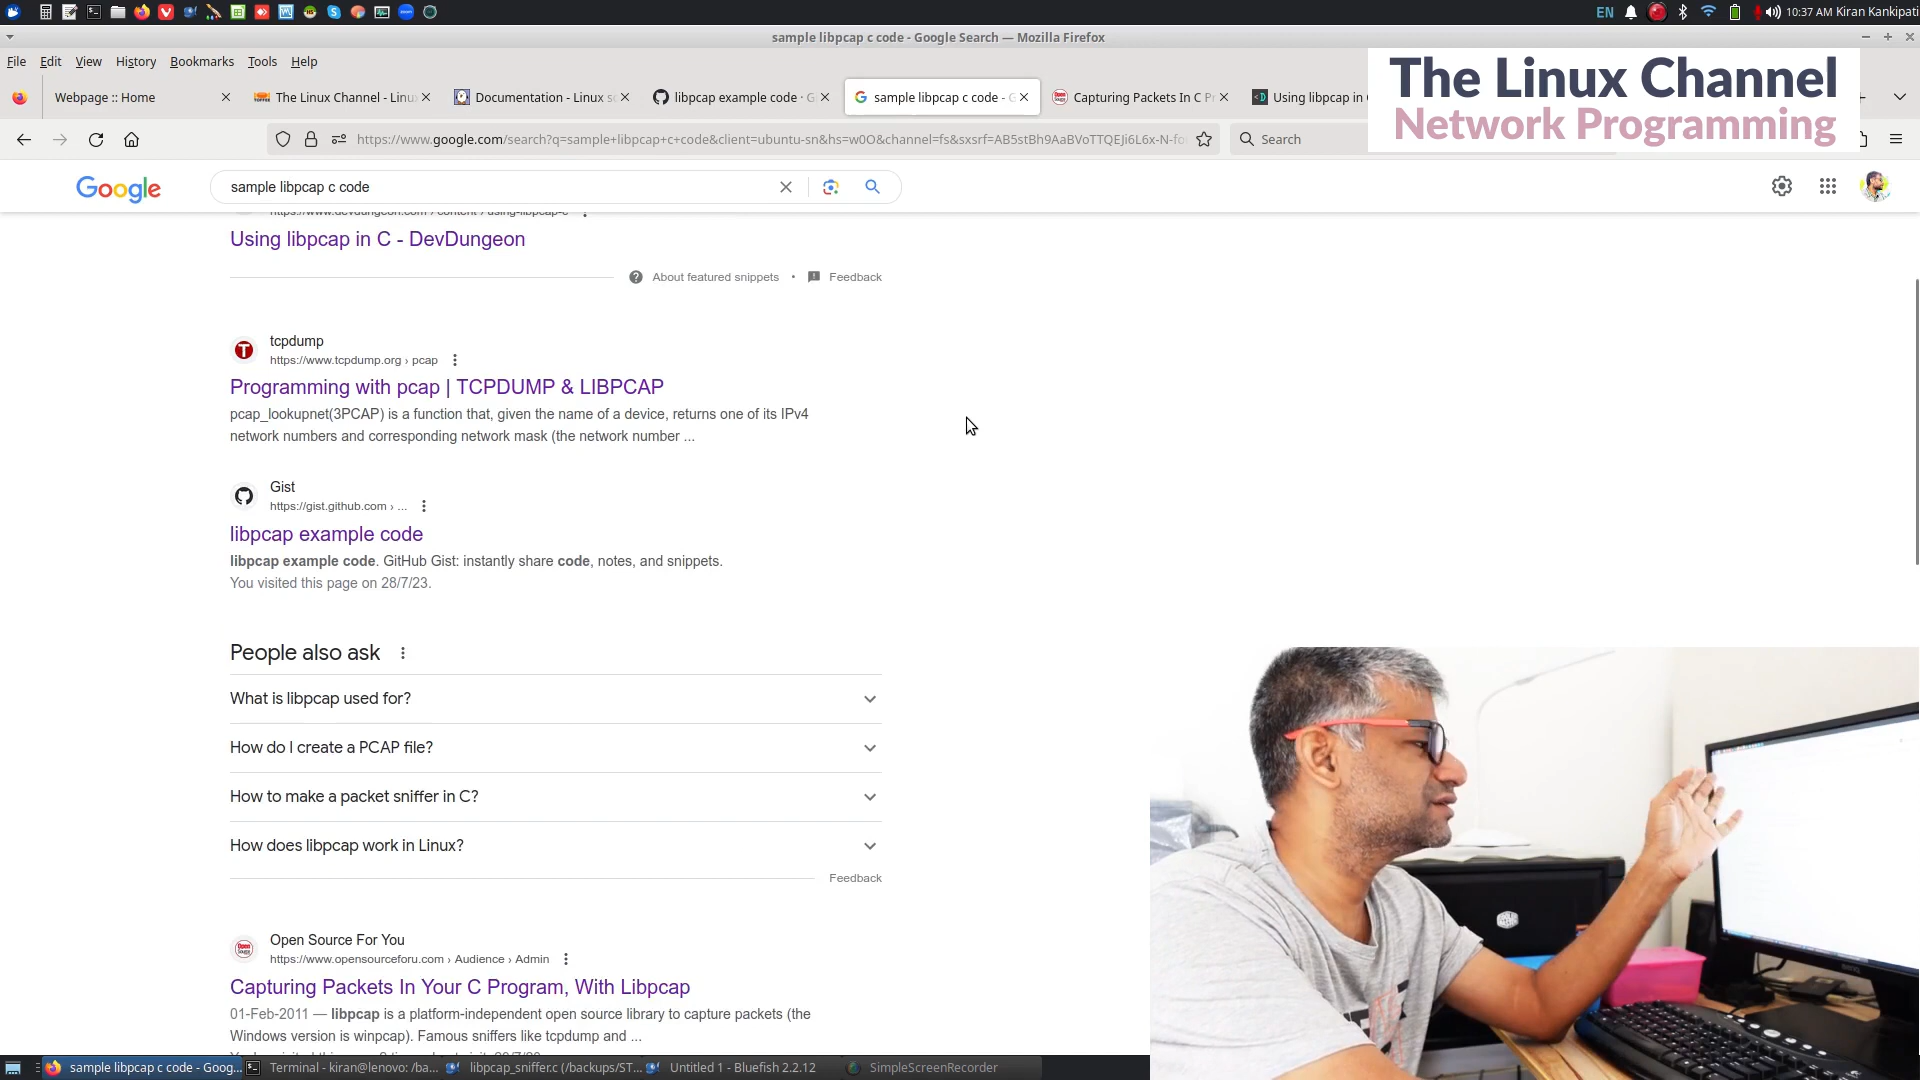 10:37 AM Kiran Kankipati
EN
sample libpcap c code - Google Search — Mozilla Firefox
File Edit View History Bookmarks Tools Help
The Linux Channel
Network Programming
Webpage :: Home
The Linux Channel - Linu
Documentation - Linux s
libpcap example code · G
sample libpcap c code - G
Capturing Packets In C Pr
Using libpcap in
https://www.google.com/search?q=sample+libpcap+c+code&client=ubuntu-sn&hs=w0O&channel=fs&sxsrf=AB5stBh9AaBVoTTQEJi6L6x-N-fo
Search
Google
sample libpcap c code
https://www.devdungeon.com › content › using-libpcap-c
Using libpcap in C - DevDungeon
About featured snippets • Feedback
tcpdump
https://www.tcpdump.org › pcap
Programming with pcap | TCPDUMP & LIBPCAP
pcap_lookupnet(3PCAP) is a function that, given the name of a device, returns one of its IPv4
network numbers and corresponding network mask (the network number ...
Gist
https://gist.github.com › ...
libpcap example code
libpcap example code. GitHub Gist: instantly share code, notes, and snippets.
You visited this page on 28/7/23.
People also ask
What is libpcap used for?
How do I create a PCAP file?
How to make a packet sniffer in C?
How does libpcap work in Linux?
Feedback
Open Source For You
https://www.opensourceforu.com › Audience › Admin
Capturing Packets In Your C Program, With Libpcap
01-Feb-2011 — libpcap is a platform-independent open source library to capture packets (the
Windows version is winpcap). Famous sniffers like tcpdump and ...
sample libpcap c code - Goog...
Terminal - kiran@lenovo: /ba...
libpcap_sniffer.c (/backups/ST...
Untitled 1 - Bluefish 2.2.12
SimpleScreenRecorder